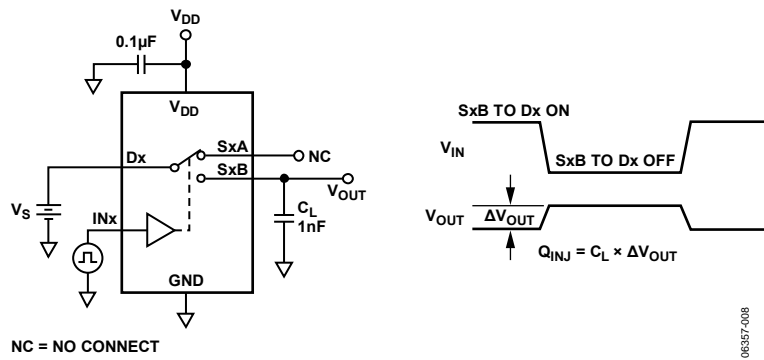 VDD
0.1µF
VDD
Dx
SxA
NC
SxB
VOUT
VS
INx
CL
1nF
GND
NC = NO CONNECT
SxB TO Dx ON
VIN
SxB TO Dx OFF
VOUT
ΔVOUT
QINJ = CL × ΔVOUT
06357-008